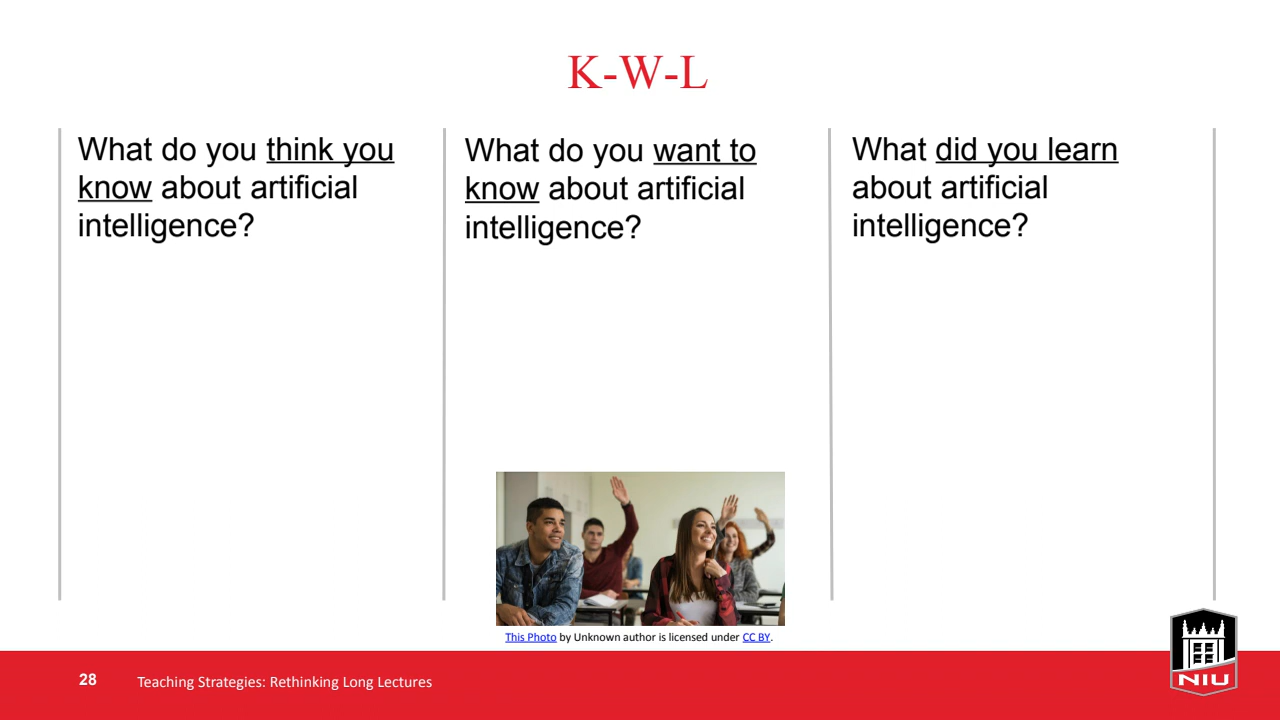 K-W-L
What do you think you
know about artificial
intelligence?
What do you want to
know about artificial
intelligence?
What did you learn
about artificial
intelligence?
This Photo by Unknown author is licensed under CC BY.
28
Teaching Strategies: Rethinking Long Lectures
NIU